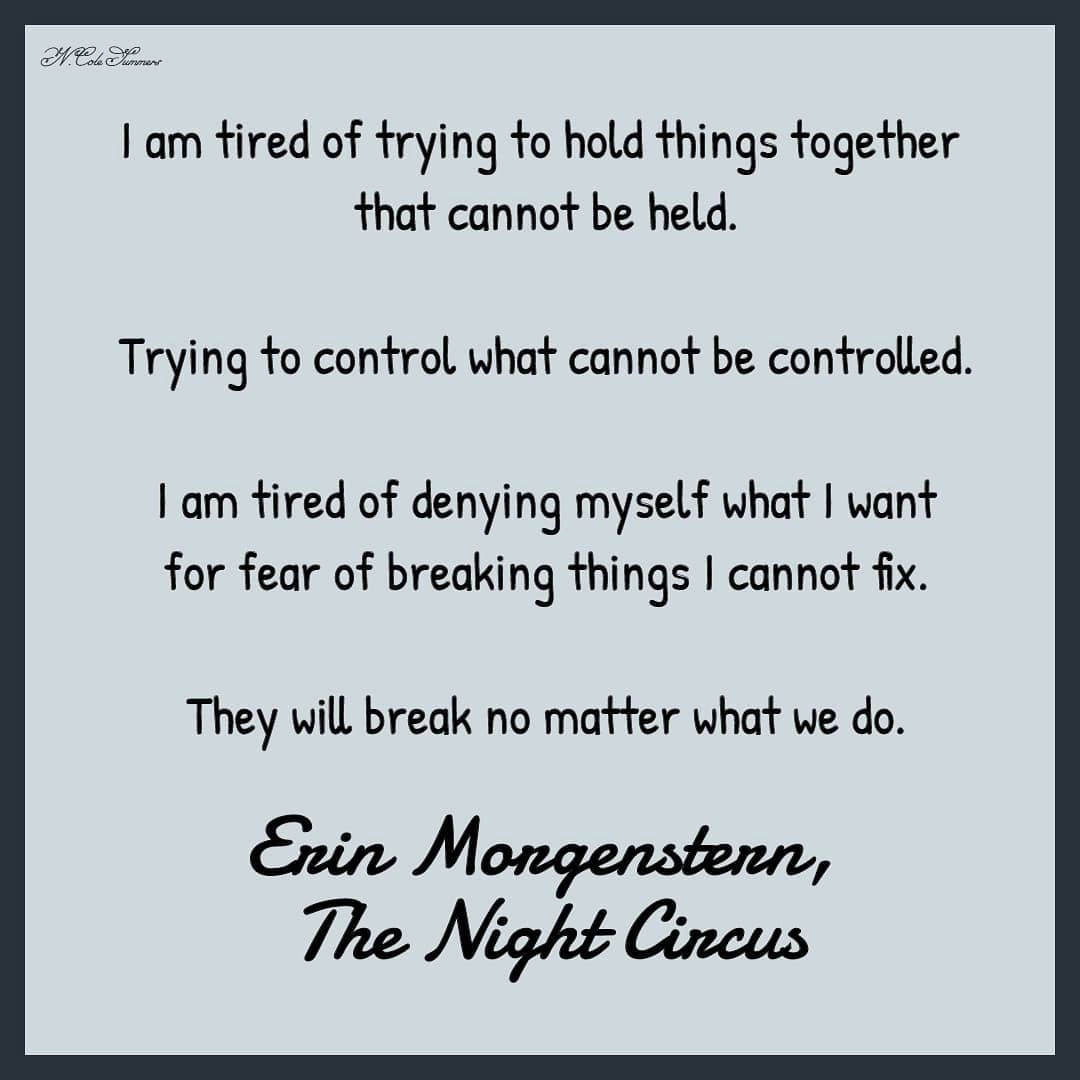 N. Cole Summers
I am tired of trying to hold things together
that cannot be held.
Trying to control what cannot be controlled.
I am tired of denying myself what I want
for fear of breaking things I cannot fix.
They will break no matter what we do.
Erin Morgenstern,
The Night Circus